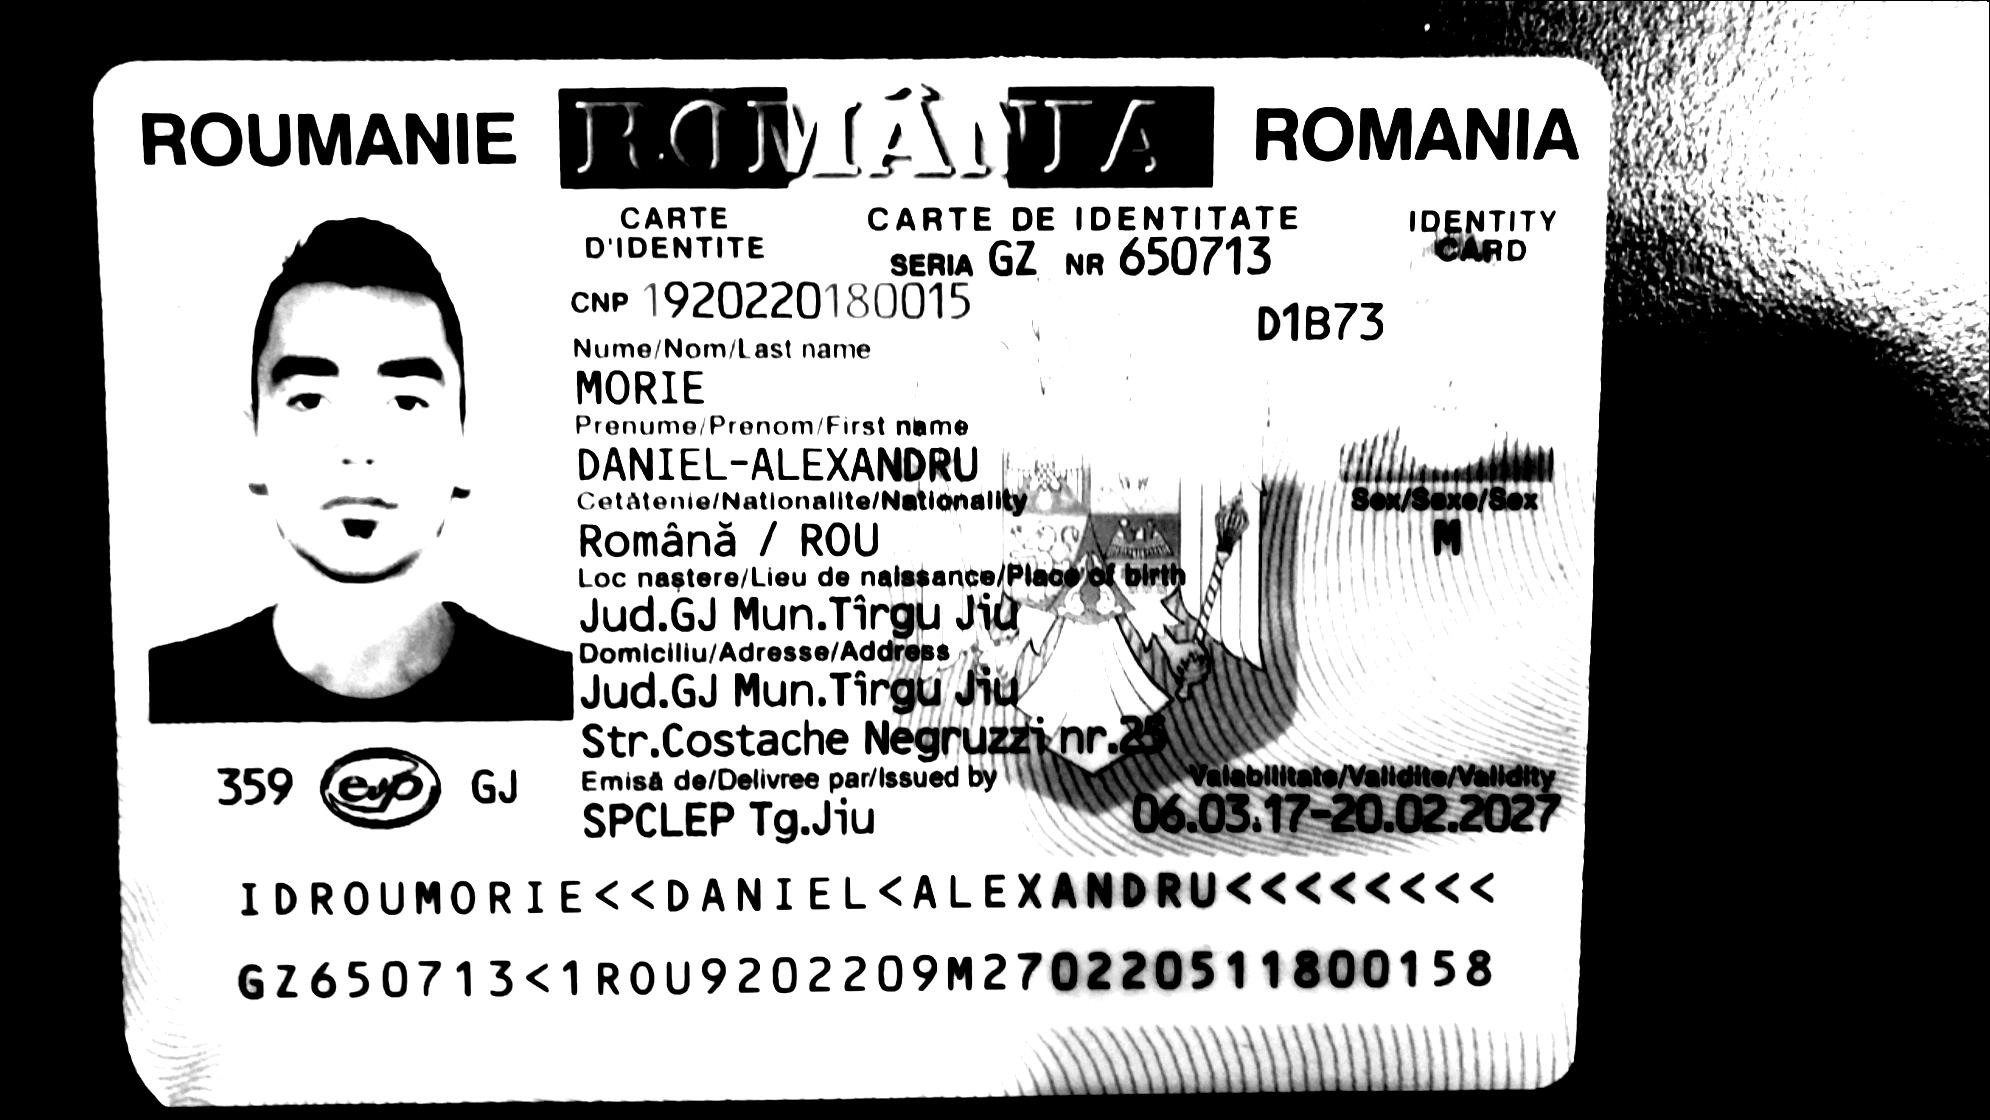 ROUMANIE ROMÂNIA ROMANIA
CARTE D'IDENTITE
CARTE DE IDENTITATE
IDENTITY CARD
SERIA GZ NR 650713
CNP 1920220180015
D1B73
Nume/Nom/Last name
MORIE
Prenume/Prenom/First name
DANIEL-ALEXANDRU
Cetăţenie/Nationalite/Nationality
Română / ROU
Sex/Sexe/Sex
M
Loc naştere/Lieu de naissance/Place of birth
Jud.GJ Mun.Tîrgu Jiu
Domiciliu/Adresse/Address
Jud.GJ Mun.Tîrgu Jiu
Str.Costache Negruzzi nr.25
Emisă de/Delivree par/Issued by
SPCLEP Tg.Jiu
Valabilitate/Validite/Validity
06.03.17-20.02.2027
359 evp GJ
IDROUMORIE<<DANIEL<ALEXANDRU<<<<<<<<
GZ650713<1ROU9202209M270220511800158